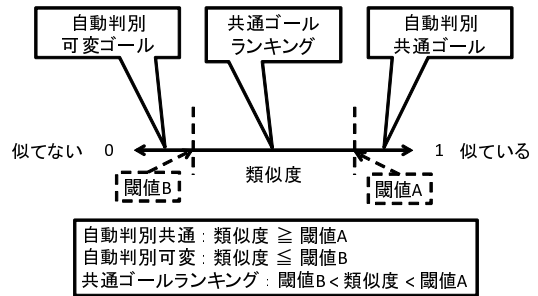 自動判別
可変ゴール
共通ゴール
ランキング
自動判別
共通ゴール
似てない 0
1 似ている
閾値B
類似度
閾値A
自動判別共通：類似度 ≧ 閾値A
自動判別可変：類似度 ≦ 閾値B
共通ゴールランキング：閾値B < 類似度 < 閾値A